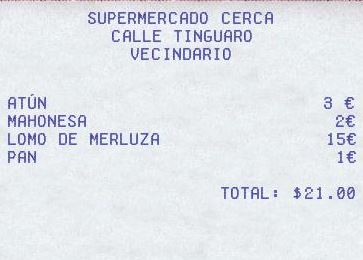 SUPERMERCADO CERCA
CALLE TINGUARO
VECINDARIO
ATÚN 3 €
MAHONESA 2€
LOMO DE MERLUZA 15€
PAN 1€
TOTAL: $21.00